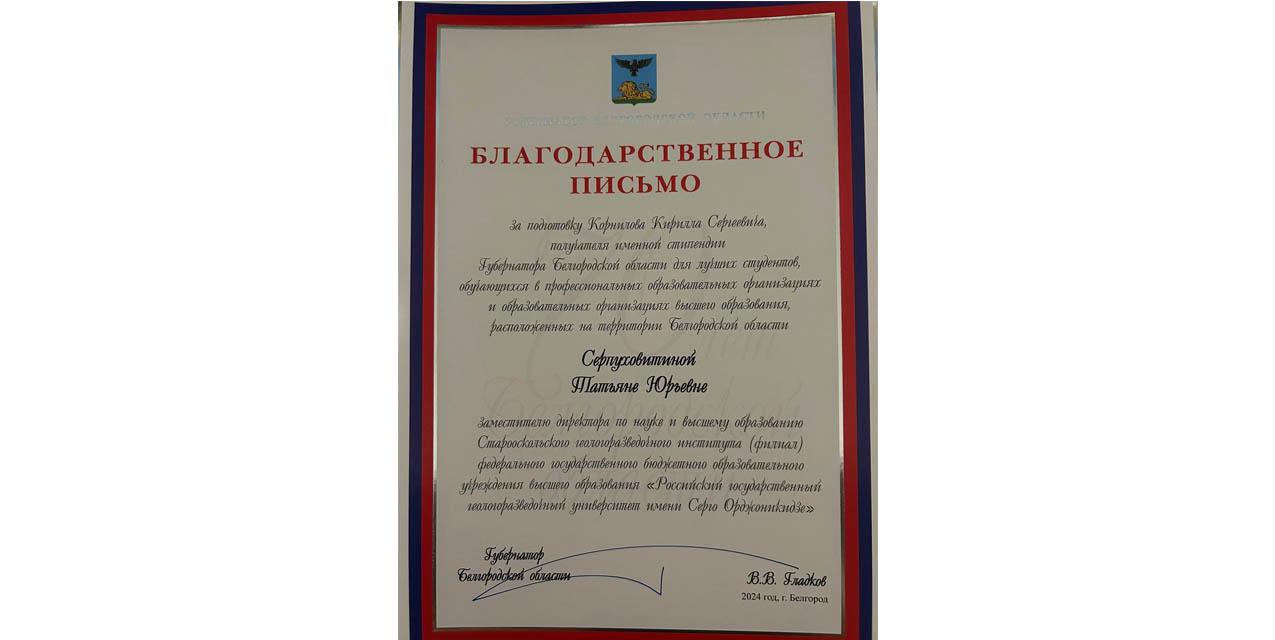 ГУБЕРНАТОР БЕЛГОРОДСКОЙ ОБЛАСТИ
БЛАГОДАРСТВЕННОЕ
ПИСЬМО
за подготовку Корнилова Кирилла Сергеевича,
получателя именной стипендии
Губернатора Белгородской области для лучших студентов,
обучающихся в профессиональных образовательных организациях
и образовательных организациях высшего образования,
расположенных на территории Белгородской области
Серпуховитиной
Татьяне Юрьевне
заместителю директора по науке и высшему образованию
Старооскольского геологоразведочного института (филиал)
федерального государственного бюджетного образовательного
учреждения высшего образования «Российский государственный
геологоразведочный университет имени Серго Орджоникидзе»
Губернатор
Белгородской области
В.В. Гладков
2024 год, г. Белгород